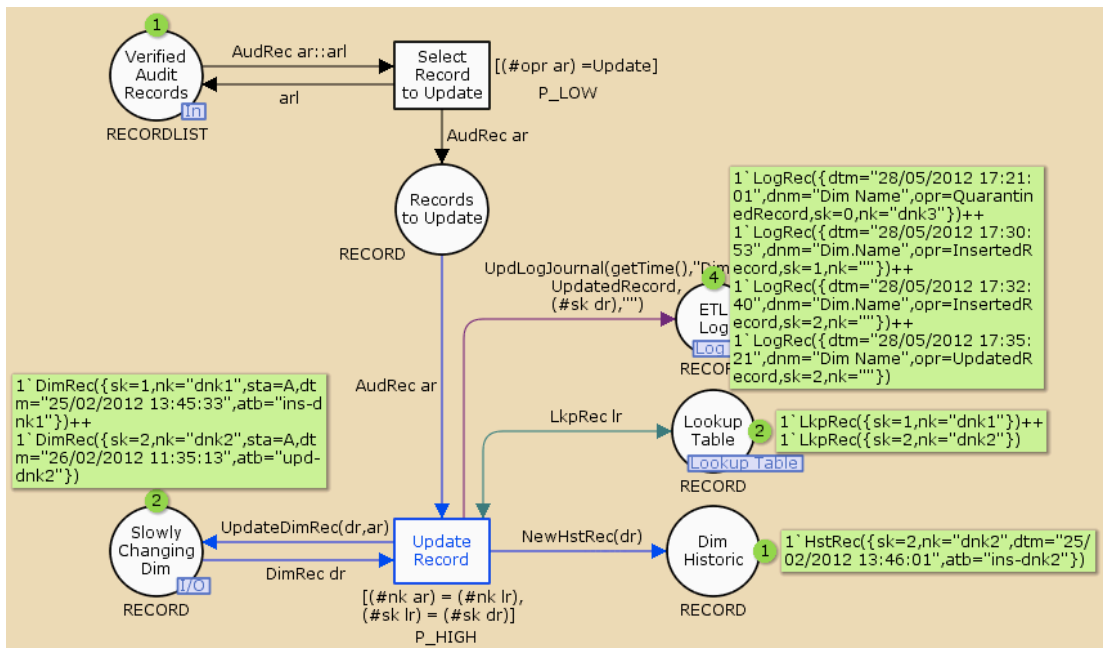 1
Verified
Audit
Records
In
RECORDLIST
AudRec ar::arl
arl
Select
Record
to Update
[(#opr ar) =Update]
P_LOW
AudRec ar
Records
to Update
RECORD
UpdLogJournal(getTime(),"Dim
UpdatedRecord,
(#sk dr),"")
4
ETL
Log
Log
RECOR
1`LogRec({dtm="28/05/2012 17:21:
01",dnm="Dim Name",opr=Quarantin
edRecord,sk=0,nk="dnk3"})++
1`LogRec({dtm="28/05/2012 17:30:
53",dnm="Dim.Name",opr=InsertedR
ecord,sk=1,nk=""})++
1`LogRec({dtm="28/05/2012 17:32:
40",dnm="Dim.Name",opr=InsertedR
ecord,sk=2,nk=""})++
1`LogRec({dtm="28/05/2012 17:35:
21",dnm="Dim Name",opr=UpdatedR
ecord,sk=2,nk=""})
AudRec ar
1`DimRec({sk=1,nk="dnk1",sta=A,dt
m="25/02/2012 13:45:33",atb="ins-d
nk1"})++
1`DimRec({sk=2,nk="dnk2",sta=A,dt
m="26/02/2012 11:35:13",atb="upd-
dnk2"})
LkpRec lr
Lookup
Table
2
Lookup Table
RECORD
1`LkpRec({sk=1,nk="dnk1"})++
1`LkpRec({sk=2,nk="dnk2"})
2
Slowly
Changing
Dim
I/O
RECORD
UpdateDimRec(dr,ar)
DimRec dr
Update
Record
[(#nk ar) = (#nk lr),
(#sk lr) = (#sk dr)]
P_HIGH
NewHstRec(dr)
Dim
Historic
1
RECORD
1`HstRec({sk=2,nk="dnk2",dtm="25/
02/2012 13:46:01",atb="ins-dnk2"})